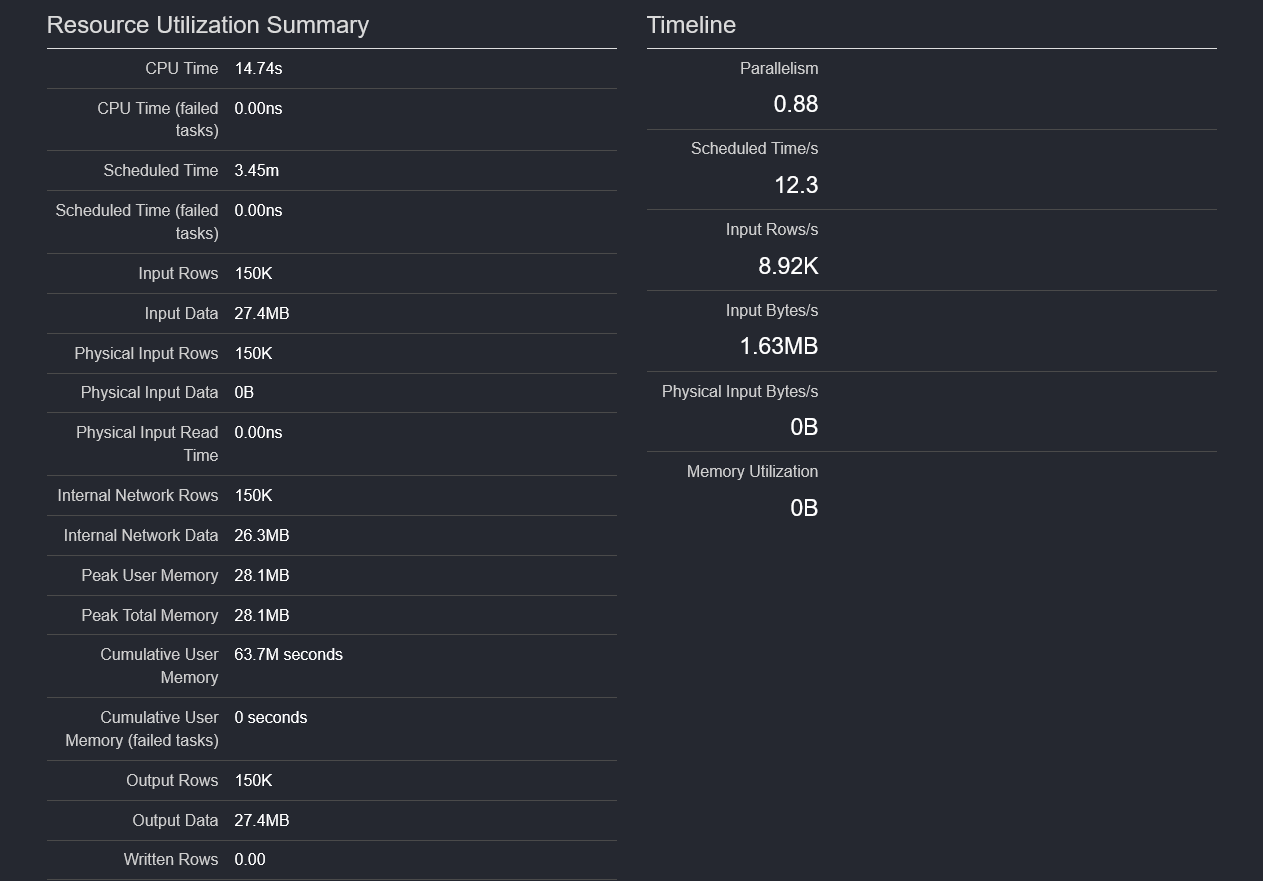 Resource Utilization Summary
CPU Time 14.74s
CPU Time (failed 0.00ns
tasks)
Scheduled Time 3.45m
Scheduled Time (failed 0.00ns
tasks)
Input Rows 150K
Input Data 27.4MB
Physical Input Rows 150K
Physical Input Data 0B
Physical Input Read 0.00ns
Time
Internal Network Rows 150K
Internal Network Data 26.3MB
Peak User Memory 28.1MB
Peak Total Memory 28.1MB
Cumulative User 63.7M seconds
Memory
Cumulative User 0 seconds
Memory (failed tasks)
Output Rows 150K
Output Data 27.4MB
Written Rows 0.00
Timeline
Parallelism
0.88
Scheduled Time/s
12.3
Input Rows/s
8.92K
Input Bytes/s
1.63MB
Physical Input Bytes/s
0B
Memory Utilization
0B